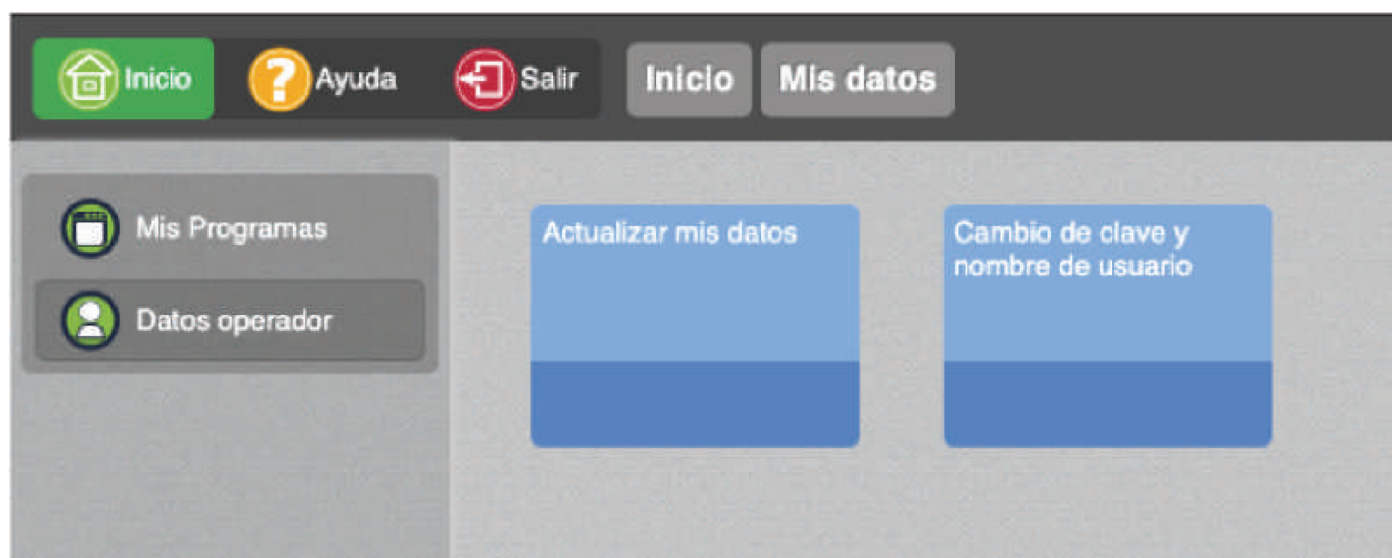 Inicio
Ayuda
Salir
Inicio
Mis datos
Mis Programas
Datos operador
Actualizar mis datos
Cambio de clave y
nombre de usuario